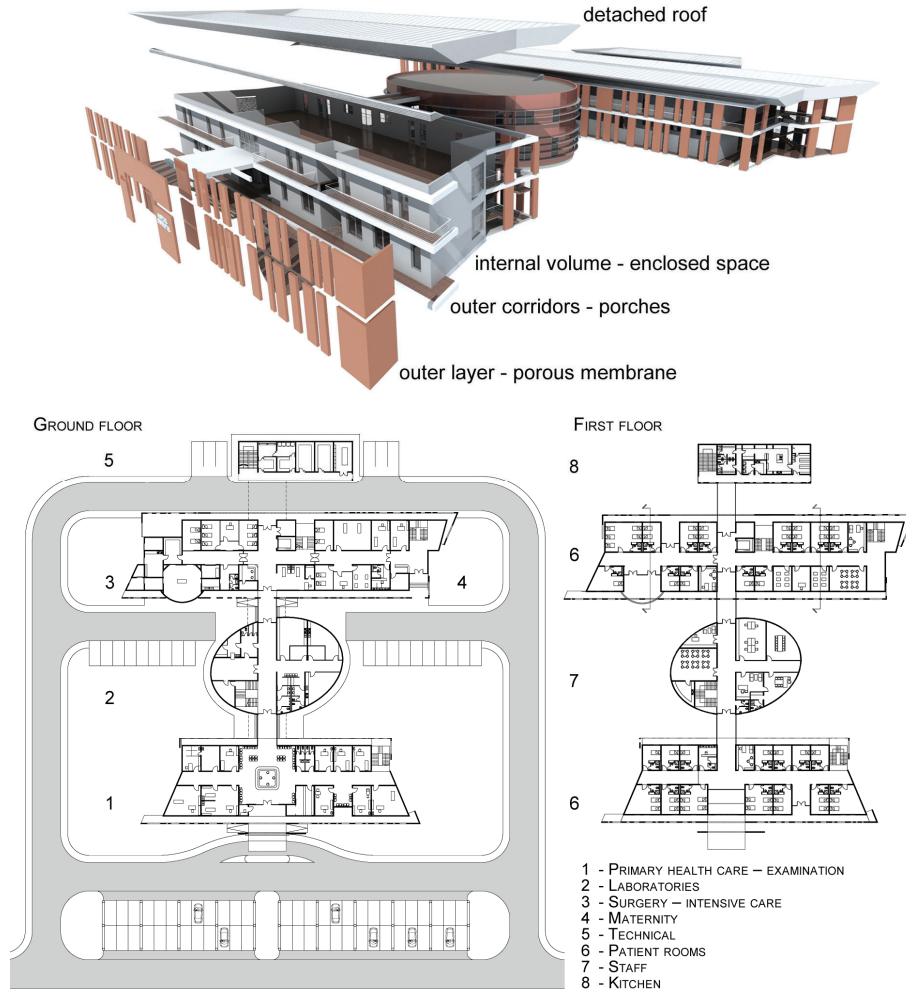 detached roof
internal volume - enclosed space
outer corridors - porches
outer layer - porous membrane
GROUND FLOOR
FIRST FLOOR
5
8
3
4
6
2
7
1
6
1 - PRIMARY HEALTH CARE – EXAMINATION
2 - LABORATORIES
3 - SURGERY – INTENSIVE CARE
4 - MATERNITY
5 - TECHNICAL
6 - PATIENT ROOMS
7 - STAFF
8 - KITCHEN